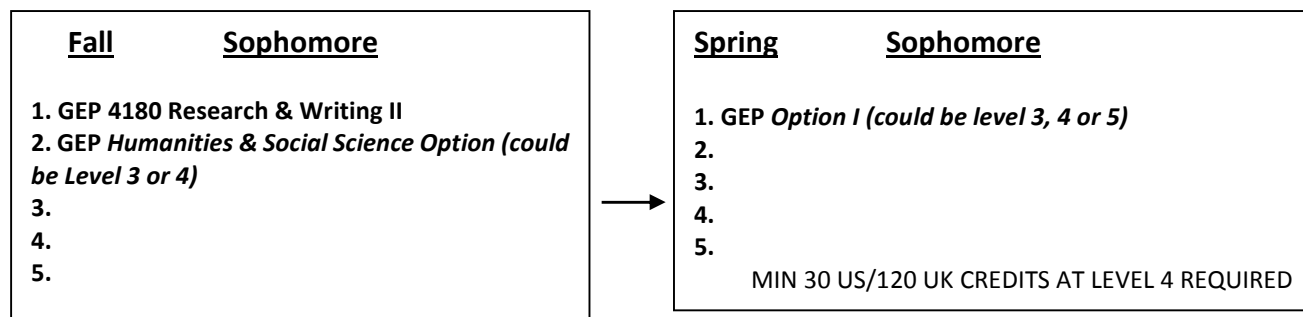 Fall Sophomore
1. GEP 4180 Research & Writing II
2. GEP Humanities & Social Science Option (could
be Level 3 or 4)
3.
4.
5.
Spring Sophomore
1. GEP Option I (could be level 3, 4 or 5)
2.
3.
4.
5.
MIN 30 US/120 UK CREDITS AT LEVEL 4 REQUIRED